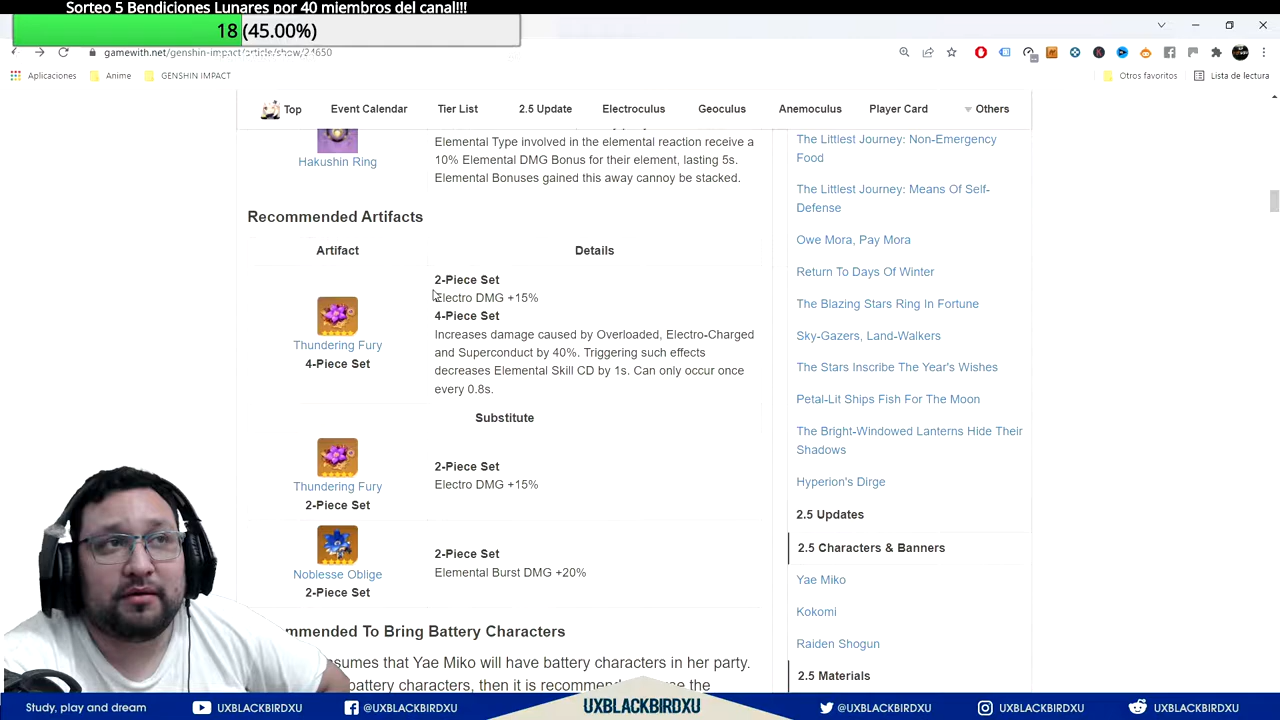 Sorteo 5 Bendiciones Lunares por 40 miembros del canal!!!
18 (45.00%)
gamewith.net/genshin-impact/article/show/24650
Aplicaciones
Anime
GENSHIN IMPACT
Otros favoritos
Lista de lectura
Top
Event Calendar
Tier List
2.5 Update
Electroculus
Geoculus
Anemoculus
Player Card
Others
Hakushin Ring
Elemental Type involved in the elemental reaction receive a
10% Elemental DMG Bonus for their element, lasting 5s.
Elemental Bonuses gained this away cannoy be stacked.
Recommended Artifacts
Artifact
Details
Thundering Fury
4-Piece Set
2-Piece Set
Electro DMG +15%
4-Piece Set
Increases damage caused by Overloaded, Electro-Charged
and Superconduct by 40%. Triggering such effects
decreases Elemental Skill CD by 1s. Can only occur once
every 0.8s.
Substitute
Thundering Fury
2-Piece Set
2-Piece Set
Electro DMG +15%
Noblesse Oblige
2-Piece Set
2-Piece Set
Elemental Burst DMG +20%
mmended To Bring Battery Characters
sumes that Yae Miko will have battery characters in her party.
battery characters, then it is recommend the
The Littlest Journey: Non-Emergency
Food
The Littlest Journey: Means Of Self-
Defense
Owe Mora, Pay Mora
Return To Days Of Winter
The Blazing Stars Ring In Fortune
Sky-Gazers, Land-Walkers
The Stars Inscribe The Year's Wishes
Petal-Lit Ships Fish For The Moon
The Bright-Windowed Lanterns Hide Their
Shadows
Hyperion's Dirge
2.5 Updates
2.5 Characters & Banners
Yae Miko
Kokomi
Raiden Shogun
2.5 Materials
Study, play and dream
UXBLACKBIRDXU
@UXBLACKBIRDXU
UXBLACKBIRDXU
@UXBLACKBIRDXU
UXBLACKBIRDXU
UXBLACKBIRDXU